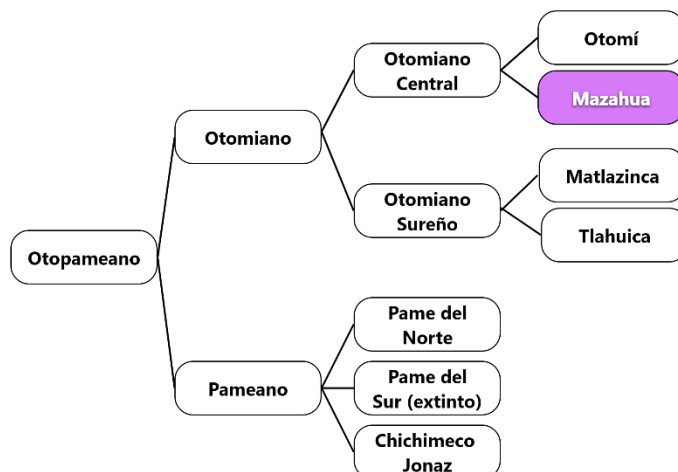 Otopameano
Otomiano
Otomiano
Central
Otomí
Mazahua
Otomiano
Sureño
Matlazinca
Tlahuica
Pameano
Pame del
Norte
Pame del
Sur (extinto)
Chichimeco
Jonaz